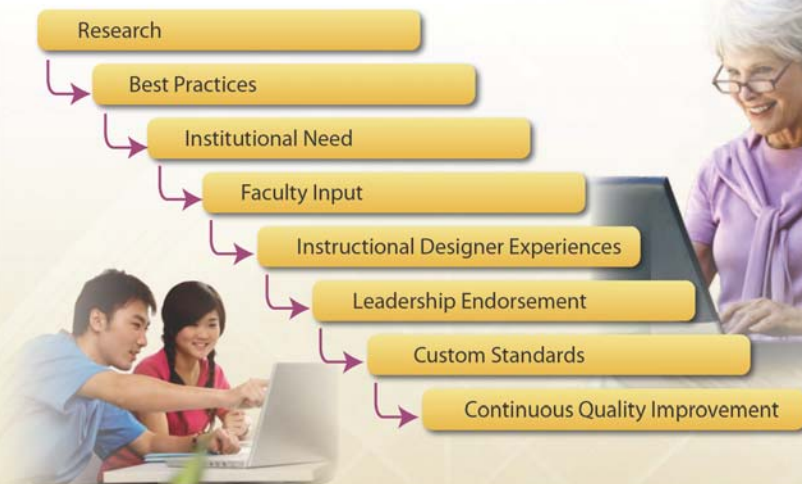 Research
Best Practices
Institutional Need
Faculty Input
Instructional Designer Experiences
Leadership Endorsement
Custom Standards
Continuous Quality Improvement